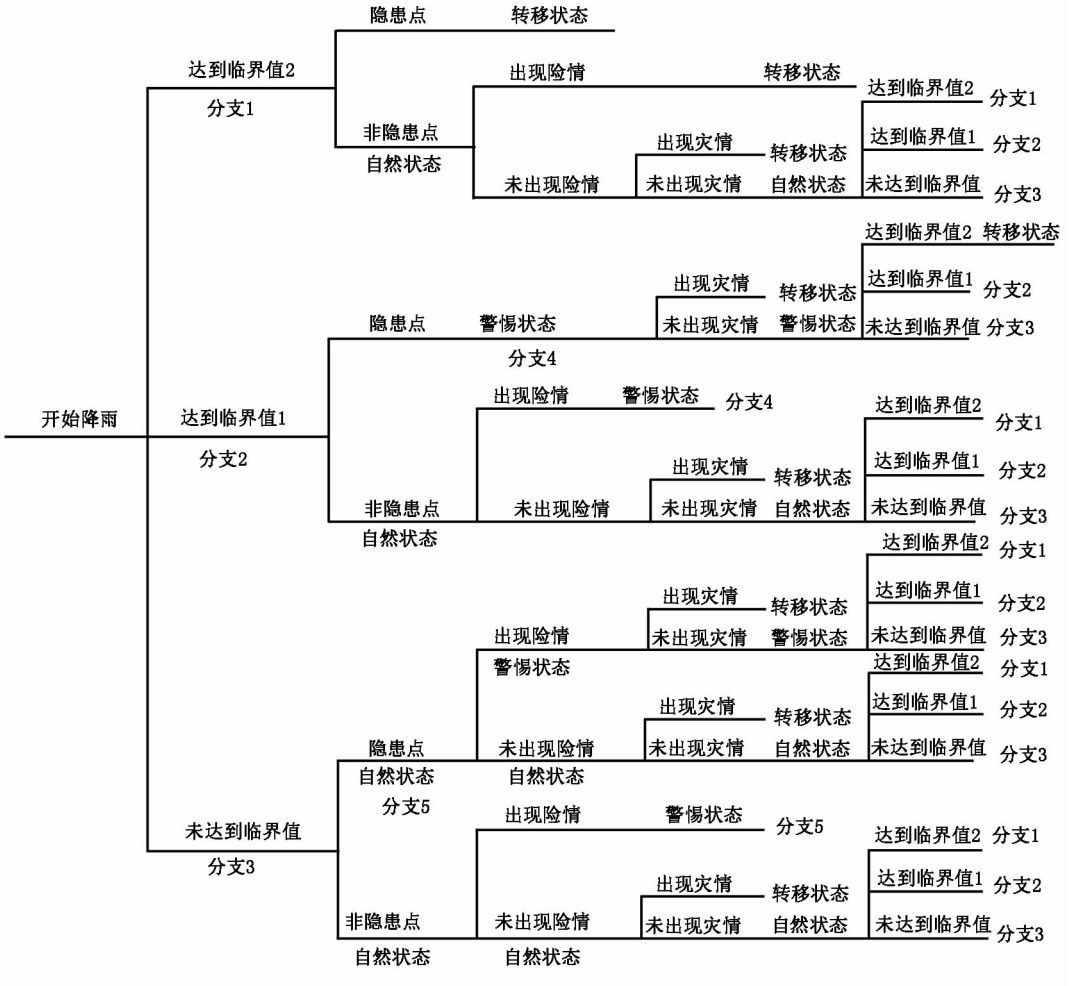 隐患点 转移状态
达到临界值2
分支1
出现险情 转移状态
非隐患点
自然状态
达到临界值2 分支1
出现灾情 转移状态
达到临界值1 分支2
未出现险情 未出现灾情 自然状态 未达到临界值 分支3
达到临界值2 转移状态
出现灾情 转移状态
达到临界值1 分支2
隐患点 警惕状态 未出现灾情 警惕状态 未达到临界值 分支3
分支4
开始降雨
达到临界值1
分支2
出现险情 警惕状态 分支4
达到临界值2 分支1
出现灾情 转移状态
达到临界值1 分支2
非隐患点 未出现险情 未出现灾情 自然状态 未达到临界值 分支3
自然状态
达到临界值2 分支1
出现灾情 转移状态
达到临界值1 分支2
出现险情 未出现灾情 警惕状态 未达到临界值 分支3
警惕状态
达到临界值2 分支1
出现灾情 转移状态
达到临界值1 分支2
隐患点 未出现险情 未出现灾情 自然状态 未达到临界值 分支3
自然状态 自然状态
分支5
未达到临界值
分支3
出现险情 警惕状态 分支5
达到临界值2 分支1
出现灾情 转移状态
达到临界值1 分支2
非隐患点 未出现险情 未出现灾情 自然状态 未达到临界值 分支3
自然状态 自然状态